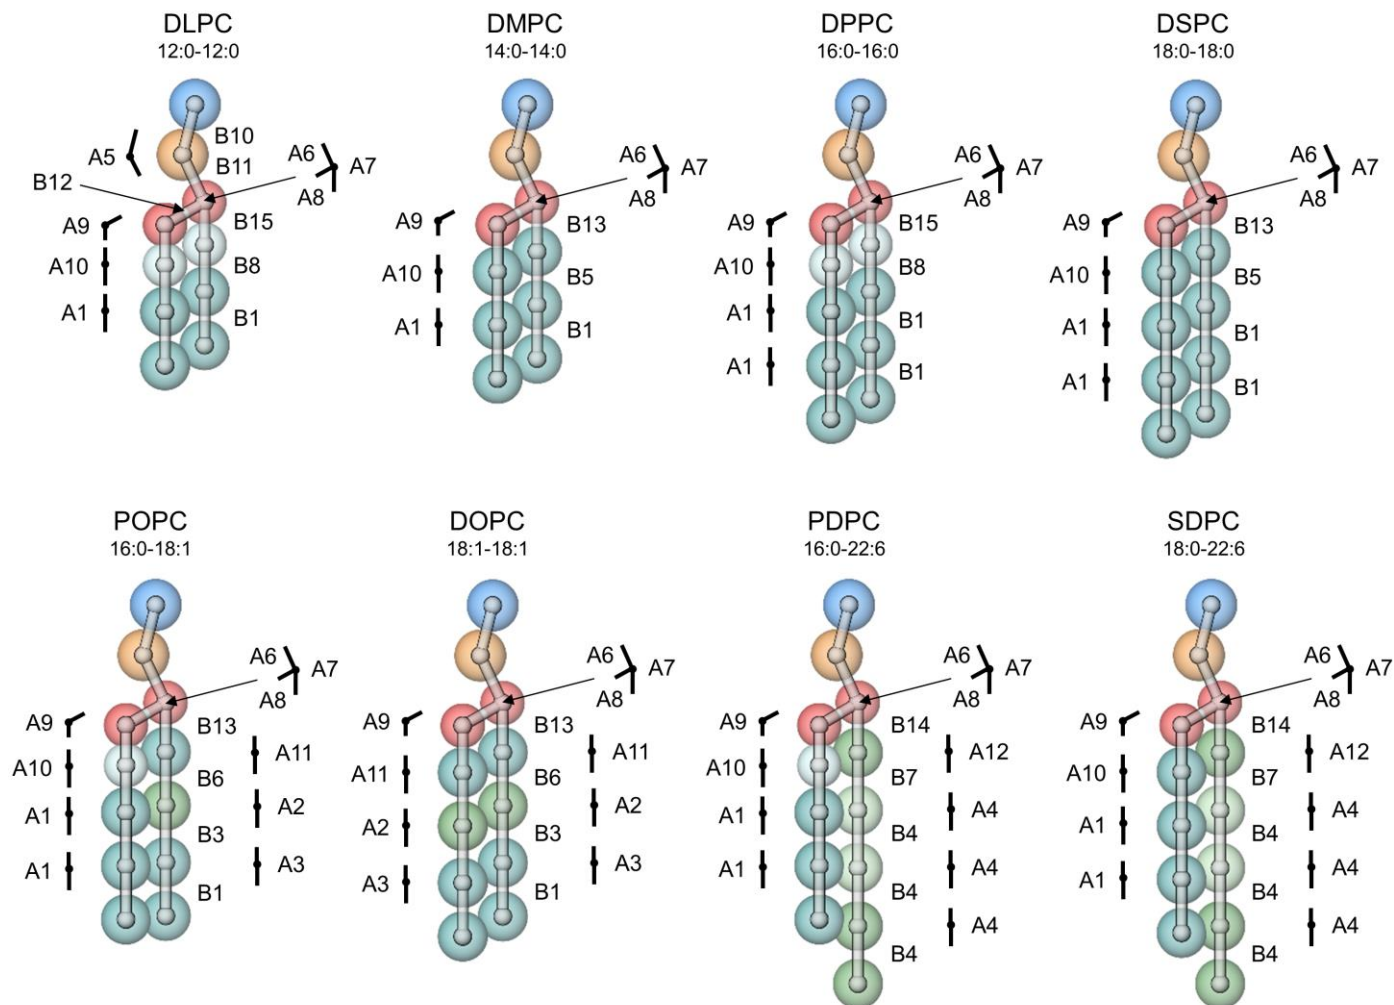 DLPC
12:0-12:0
B10
A5
B11
A6
A7
B12
A8
A9
B15
A10
B8
A1
B1
DMPC
14:0-14:0
A6
A7
A8
A9
B13
A10
B5
A1
B1
DPPC
16:0-16:0
A6
A7
A8
A9
B15
A10
B8
A1
B1
A1
B1
DSPC
18:0-18:0
A6
A7
A8
A9
B13
A10
B5
A1
B1
A1
B1
POPC
16:0-18:1
A6
A7
A8
A9
B13
A11
A10
B6
A1
A2
B3
A1
A3
B1
DOPC
18:1-18:1
A6
A7
A8
A9
B13
A11
A11
B6
A2
A2
B3
A3
A3
B1
PDPC
16:0-22:6
A6
A7
A8
A9
B14
A12
A10
B7
A1
A4
B4
A1
A4
B4
A4
B4
SDPC
18:0-22:6
A6
A7
A8
A9
B14
A12
A10
B7
A1
A4
B4
A1
A4
B4
A4
B4